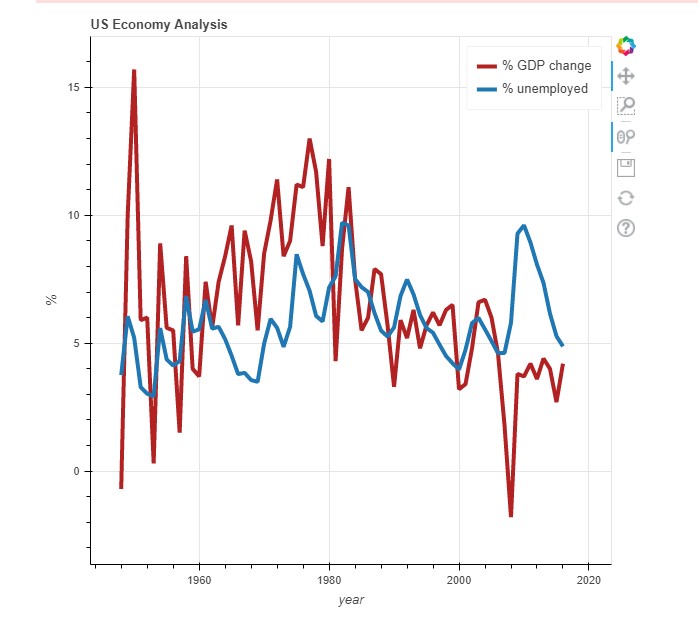 US Economy Analysis
% GDP change
% unemployed
15
10
5
0
%
1960 1980 2000 2020
year